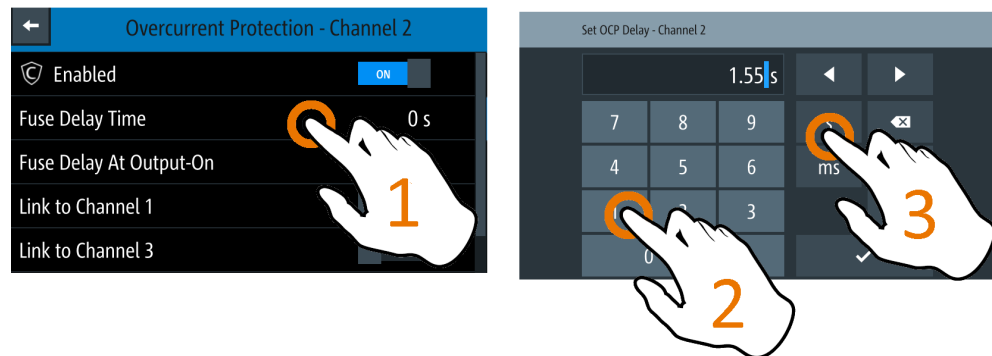 Overcurrent Protection - Channel 2
C Enabled ON
Fuse Delay Time 0 s
Fuse Delay At Output-On
Link to Channel 1
Link to Channel 3
1
Set OCP Delay - Channel 2
1.55 s
7 8 9
4 5 6 ms
3
0
2
3